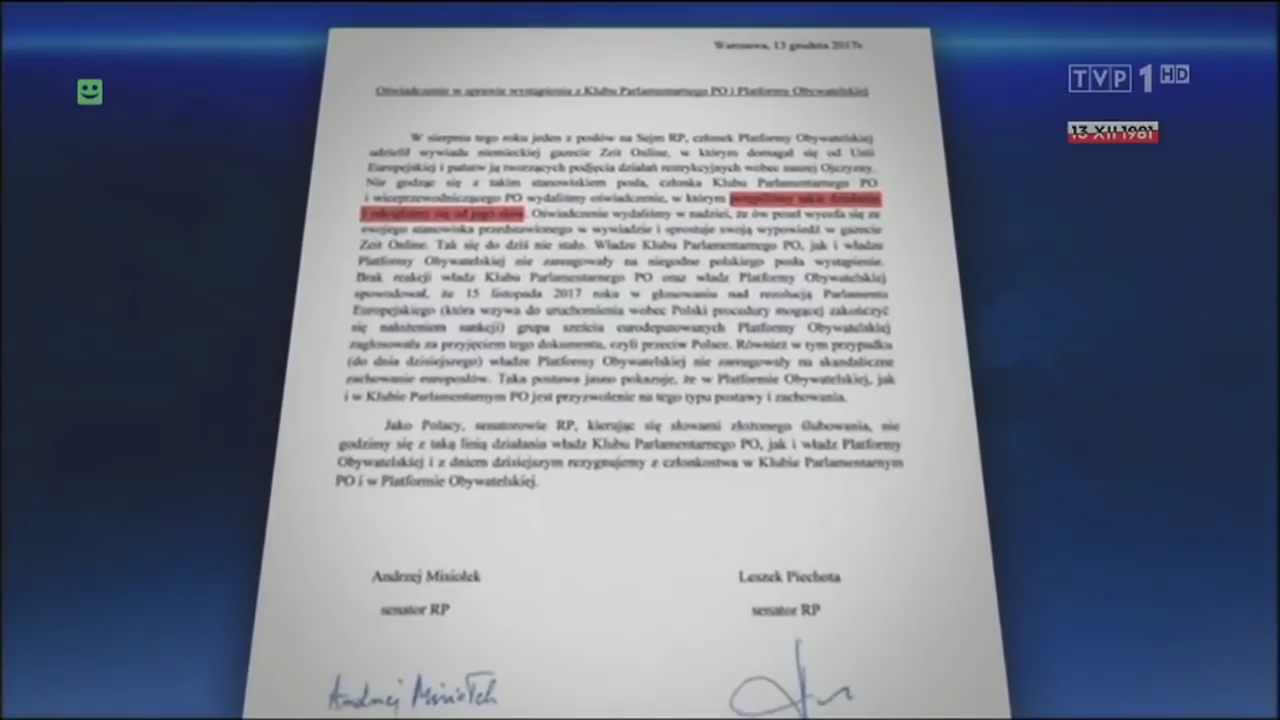 Warszawa, 13 grudnia 2017r.
TVP 1 HD
13 XII 1981
Oświadczenie w sprawie wystąpienia z Klubu Parlamentarnego PO i Platformy Obywatelskiej
W sierpniu tego roku jeden z posłów na Sejm RP, członek Platformy Obywatelskiej
udzielił wywiadu niemieckiej gazecie Zeit Online, w którym domagał się od Unii
Europejskiej i państw ją tworzących podjęcia działań restrykcyjnych wobec naszej Ojczyzny.
Nie godząc się z takim stanowiskiem posła, członka Klubu Parlamentarnego PO
i wiceprzewodniczącego PO wydaliśmy oświadczenie, w którym potępiliśmy takie działania
i odcięliśmy się od jego słów. Oświadczenie wydaliśmy w nadziei, że ów poseł wycofa się ze
swojego stanowiska przedstawionego w wywiadzie i sprostuje swoją wypowiedź w gazecie
Zeit Online. Tak się do dziś nie stało. Władze Klubu Parlamentarnego PO, jak i władze
Platformy Obywatelskiej nie zareagowały na niegodne polskiego posła wystąpienie.
Brak reakcji władz Klubu Parlamentarnego PO oraz władz Platformy Obywatelskiej
spowodował, że 15 listopada 2017 roku w głosowaniu nad rezolucją Parlamentu
Europejskiego (która wzywa do uruchomienia wobec Polski procedury mogącej zakończyć
się nałożeniem sankcji) grupa sześciu eurodeputowanych Platformy Obywatelskiej
zagłosowała za przyjęciem tego dokumentu, czyli przeciw Polsce. Również w tym przypadku
(do dnia dzisiejszego) władze Platformy Obywatelskiej nie zareagowały na skandaliczne
zachowanie europosłów. Taka postawa jasno pokazuje, że w Platformie Obywatelskiej, jak
i w Klubie Parlamentarnym PO jest przyzwolenie na tego typu postawy i zachowania.
Jako Polacy, senatorowie RP, kierując się słowami złożonego ślubowania, nie
godzimy się z taką linią działania władz Klubu Parlamentarnego PO, jak i władz Platformy
Obywatelskiej i z dniem dzisiejszym rezygnujemy z członkostwa w Klubie Parlamentarnym
PO i w Platformie Obywatelskiej.
Andrzej Misiołek
Leszek Piechota
senator RP
senator RP
Andrzej Misiołek